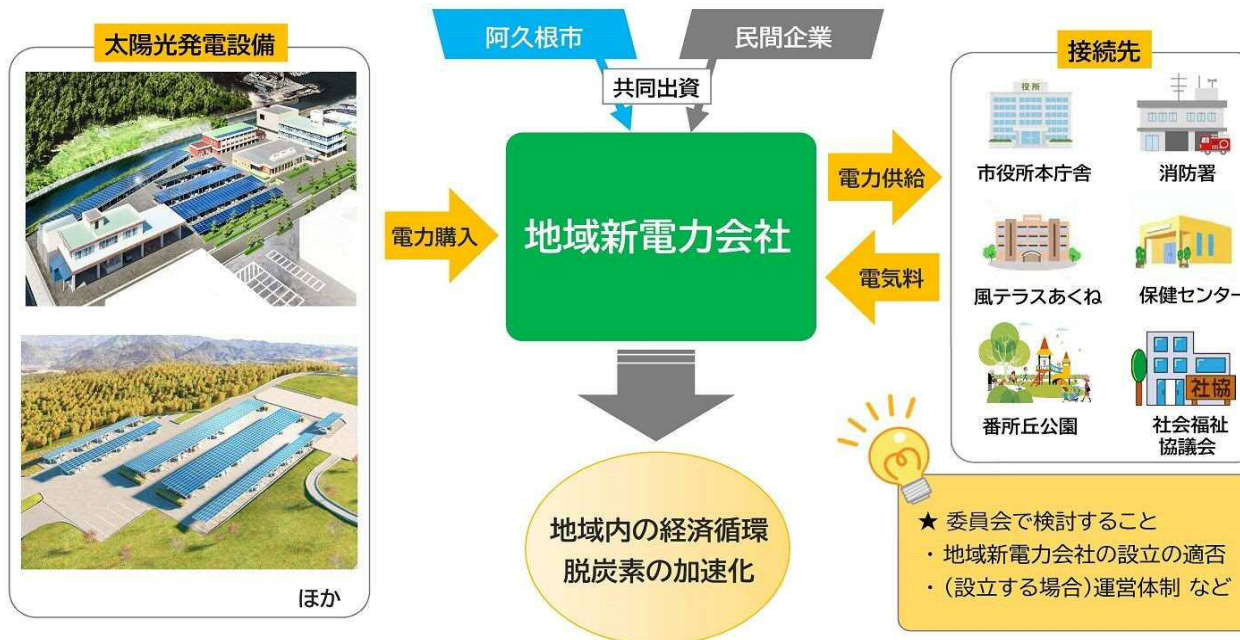 太陽光発電設備
ほか
阿久根市
民間企業
共同出資
電力購入
地域新電力会社
電力供給
電気料
地域内の経済循環
脱炭素の加速化
接続先
役所
市役所本庁舎
消防署
風テラスあくね
保健センター
番所丘公園
社協
社会福祉
協議会
★ 委員会で検討すること
・ 地域新電力会社の設立の適否
・ (設立する場合)運営体制 など